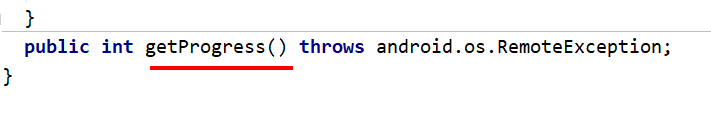 }
public int getProgress() throws android.os.RemoteException;
}